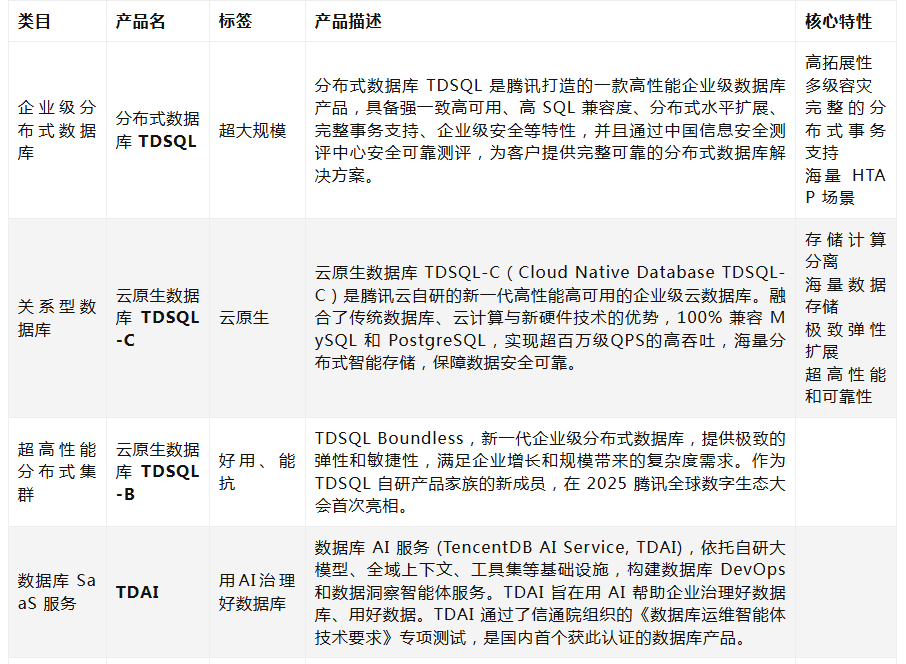 类目
产品名
标签
产品描述
核心特性
企业级分
布式数据
库
分布式数据
库 TDSQL
超大规模
分布式数据库 TDSQL 是腾讯打造的一款高性能企业级数据库
产品，具备强一致高可用、高 SQL 兼容度、分布式水平扩展、
完整事务支持、企业级安全等特性，并且通过中国信息安全测
评中心安全可靠测评，为客户提供完整可靠的分布式数据库解
决方案。
高拓展性
多级容灾
完整的分
布式事务
支持
海量 HTA
P 场景
关系型数
据库
云原生数据
库 TDSQL
-C
云原生
云原生数据库 TDSQL-C（Cloud Native Database TDSQL-
C）是腾讯云自研的新一代高性能高可用的企业级云数据库。融
合了传统数据库、云计算与新硬件技术的优势，100% 兼容 M
ySQL 和 PostgreSQL，实现超百万级QPS的高吞吐，海量分
布式智能存储，保障数据安全可靠。
存储计算
分离
海量数据
存储
极致弹性
扩展
超高性能
和可靠性
超高性能
分布式集
群
云原生数据
库 TDSQL
-B
好用、能
抗
TDSQL Boundless，新一代企业级分布式数据库，提供极致的
弹性和敏捷性，满足企业增长和规模带来的复杂度需求。作为
TDSQL 自研产品家族的新成员，在 2025 腾讯全球数字生态大
会首次亮相。
数据库 Sa
aS 服务
TDAI
用AI治理
好数据库
数据库 AI 服务 (TencentDB AI Service, TDAI)，依托自研大
模型、全域上下文、工具集等基础设施，构建数据库 DevOps
和数据洞察智能体服务。TDAI 旨在用 AI 帮助企业治理好数据
库、用好数据。TDAI 通过了信通院组织的《数据库运维智能体
技术要求》专项测试，是国内首个获此认证的数据库产品。